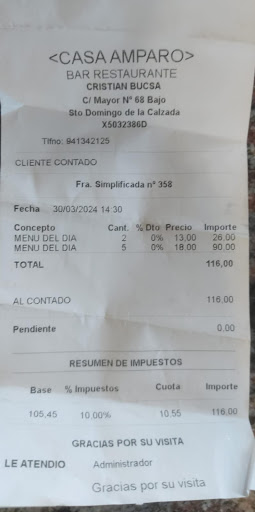 <CASA AMPARO>
BAR RESTAURANTE
CRISTIAN BUCSA
C/ Mayor Nº 68 Bajo
Sto Domingo de la Calzada
X5032386D
Tlfno: 941342125
CLIENTE CONTADO
Fra. Simplificada nº 358
Fecha 30/03/2024 14:30
Concepto Cant. % Dto Precio Importe
MENU DEL DIA 2 0% 13,00 26,00
MENU DEL DIA 5 0% 18,00 90,00
TOTAL 116,00
AL CONTADO 116,00
Pendiente 0,00
RESUMEN DE IMPUESTOS
Base % Impuestos Cuota Importe
105,45 10,00% 10,55 116,00
GRACIAS POR SU VISITA
LE ATENDIO Administrador
Gracias por su visita